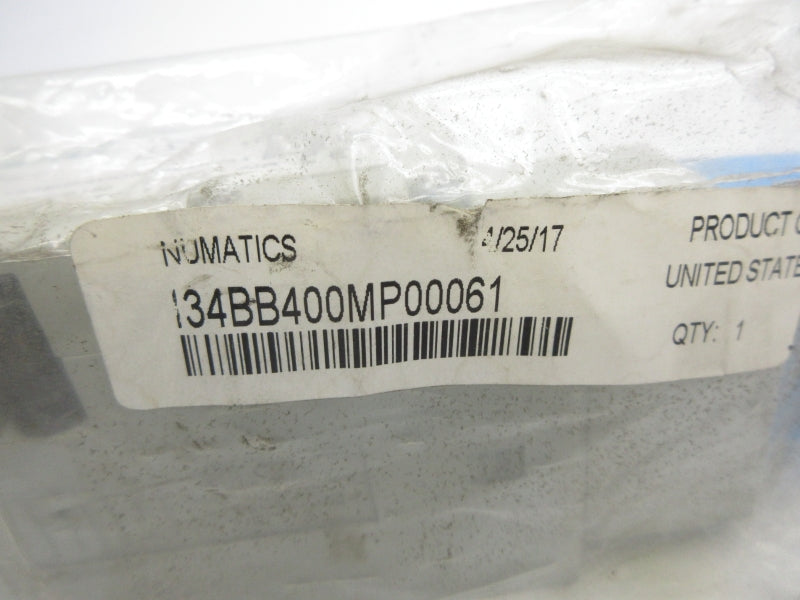 NUMATICS 4/25/17 PRODUCT
UNITED STATE
I34BB400MP00061
QTY: 1